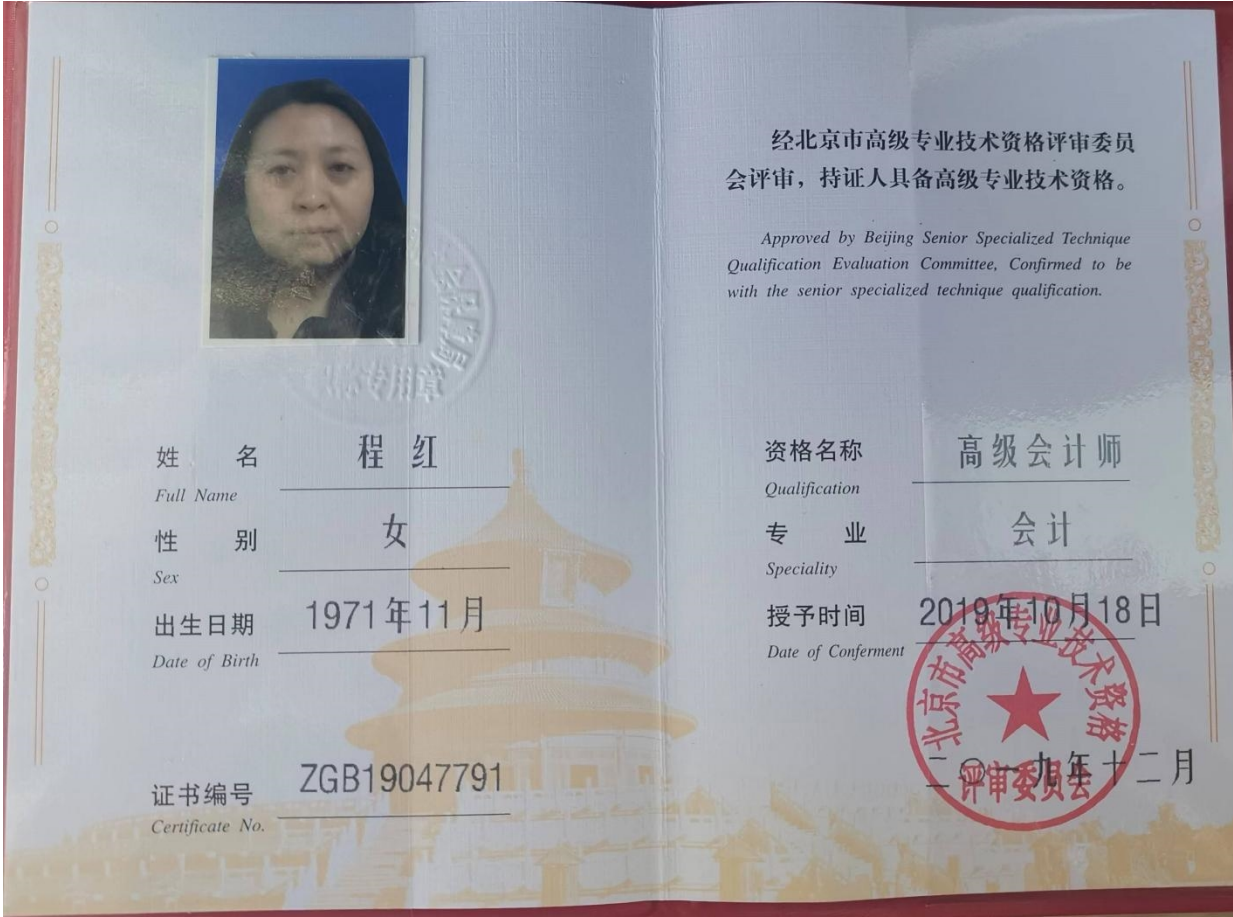 经北京市高级专业技术资格评审委员
会评审，持证人具备高级专业技术资格。
Approved by Beijing Senior Specialized Technique
Qualification Evaluation Committee, Confirmed to be
with the senior specialized technique qualification.
专用章
姓 名 程 红
Full Name
性 别 女
Sex
出生日期 1971年11月
Date of Birth
证书编号 ZGB19047791
Certificate No.
资格名称 高级会计师
Qualification
专 业 会计
Speciality
授予时间 2019年10月18日
Date of Conferment
北京市高级专业技术资格
评审委员会
二〇一九年十二月